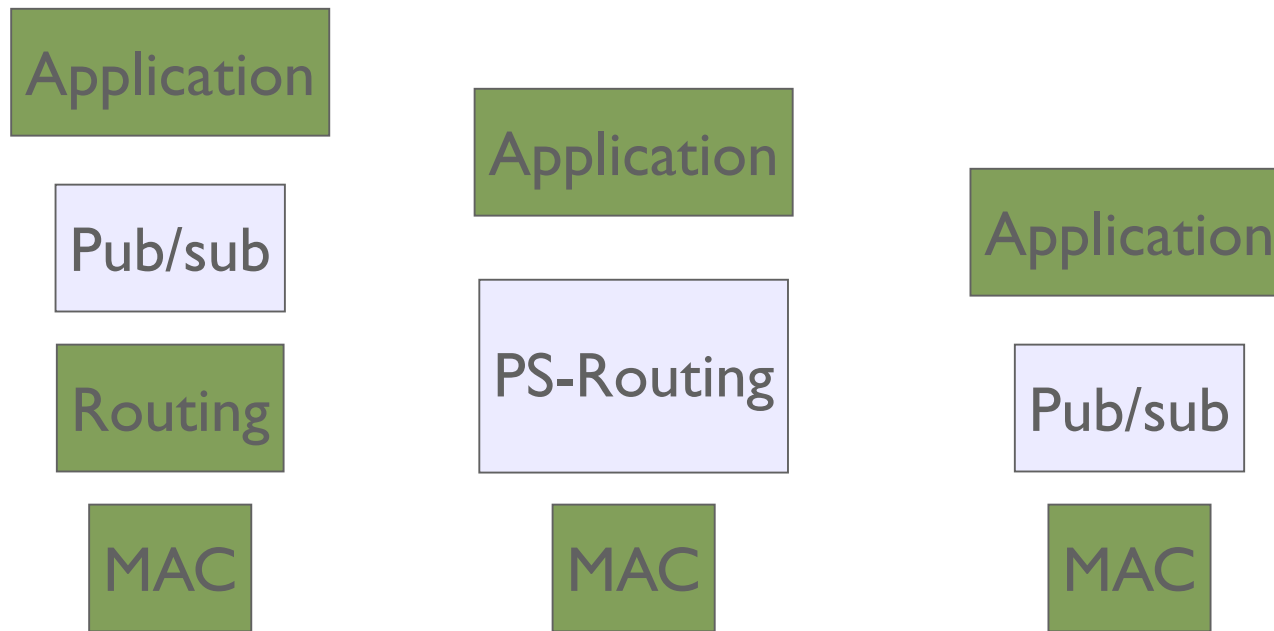 Application
Pub/sub
Routing
MAC
Application
PS-Routing
MAC
Application
Pub/sub
MAC